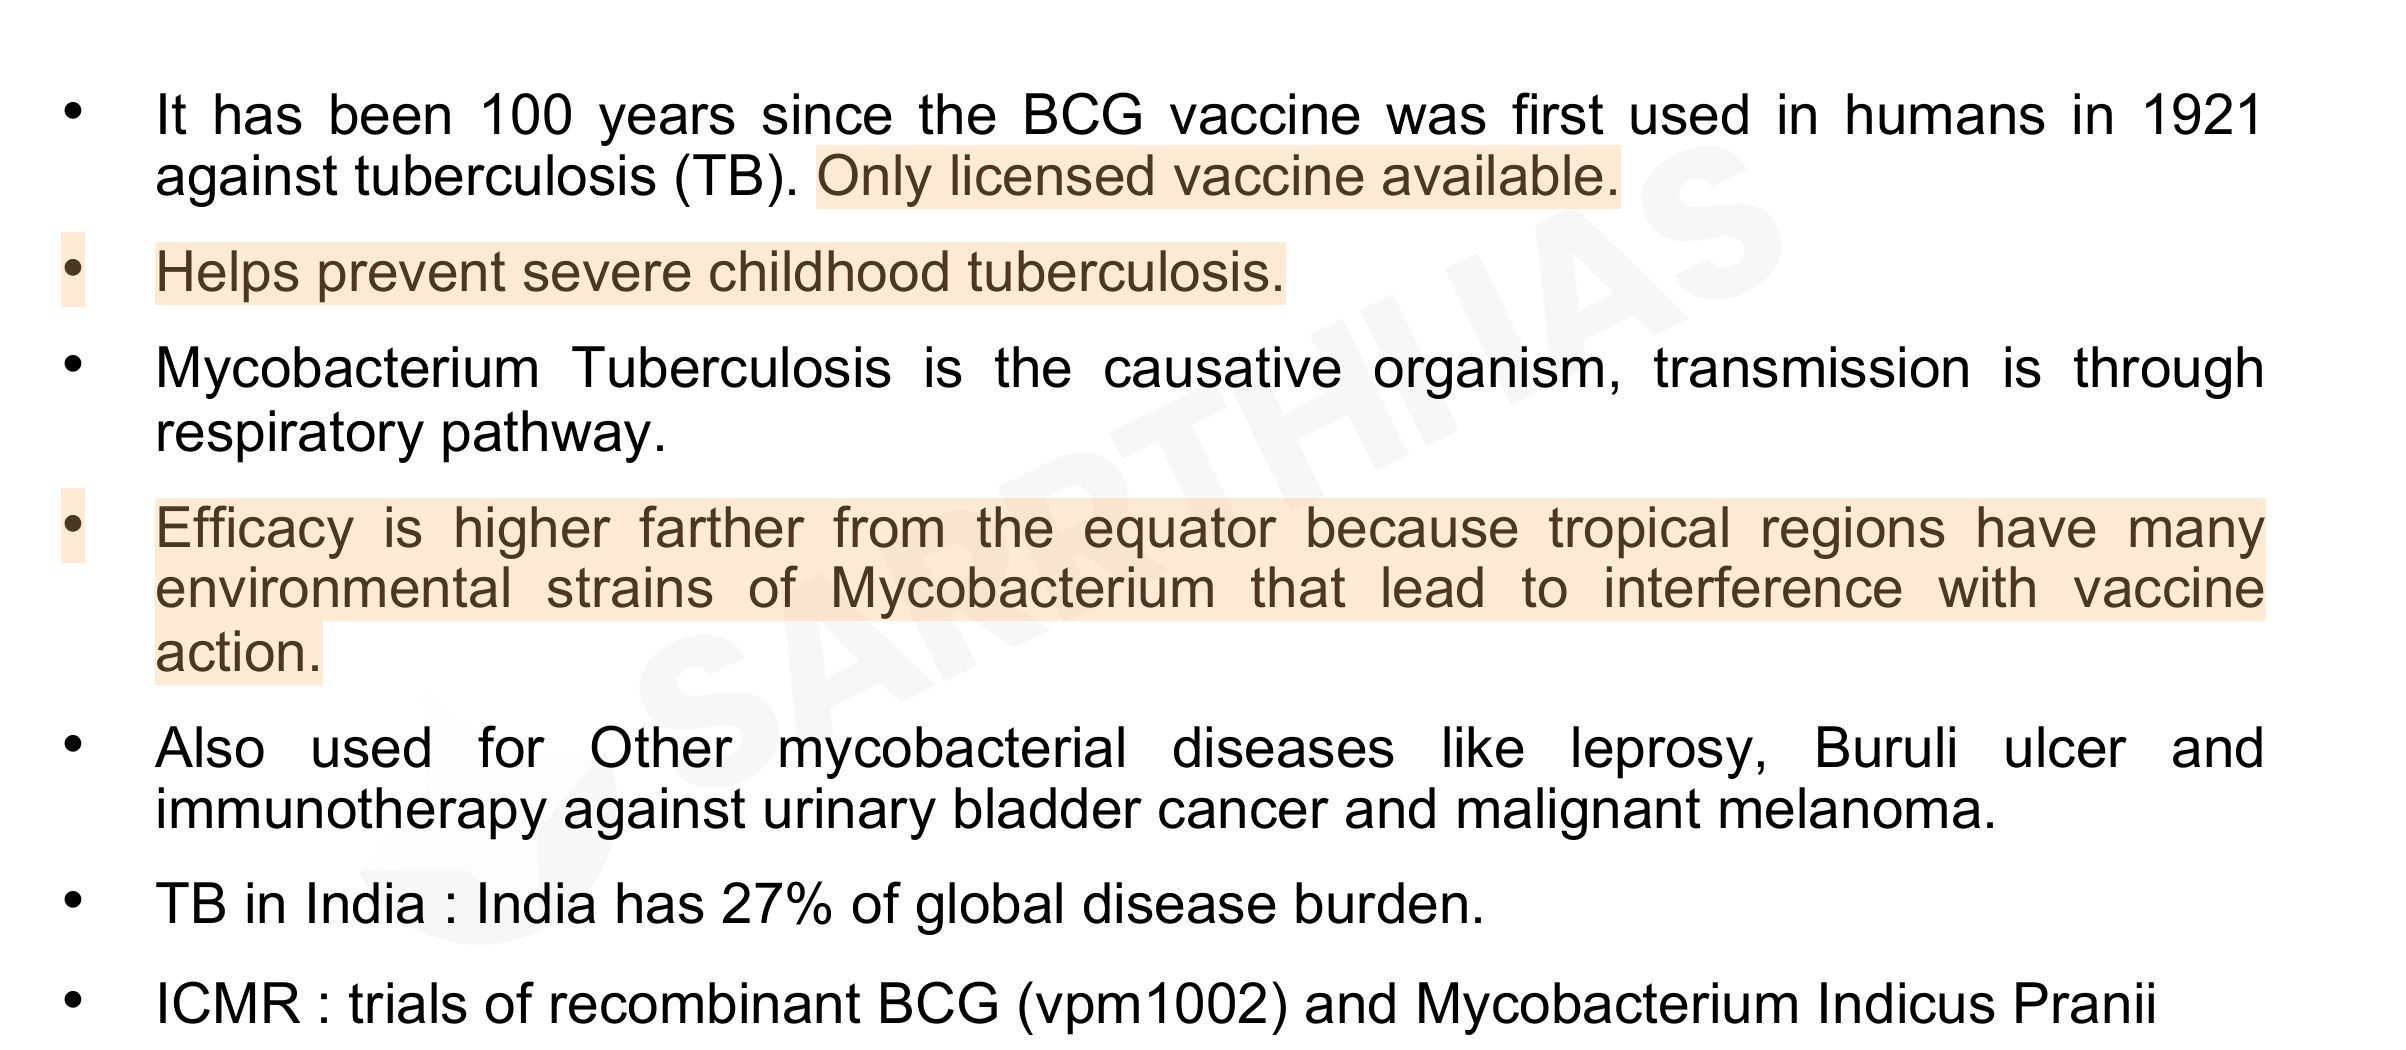 • It has been 100 years since the BCG vaccine was first used in humans in 1921
against tuberculosis (TB). Only licensed vaccine available.
• Helps prevent severe childhood tuberculosis.
• Mycobacterium Tuberculosis is the causative organism, transmission is through
respiratory pathway.
• Efficacy is higher farther from the equator because tropical regions have many
environmental strains of Mycobacterium that lead to interference with vaccine
action.
• Also used for Other mycobacterial diseases like leprosy, Buruli ulcer and
immunotherapy against urinary bladder cancer and malignant melanoma.
• TB in India : India has 27% of global disease burden.
• ICMR : trials of recombinant BCG (vpm1002) and Mycobacterium Indicus Pranii
SARRTHI IAS